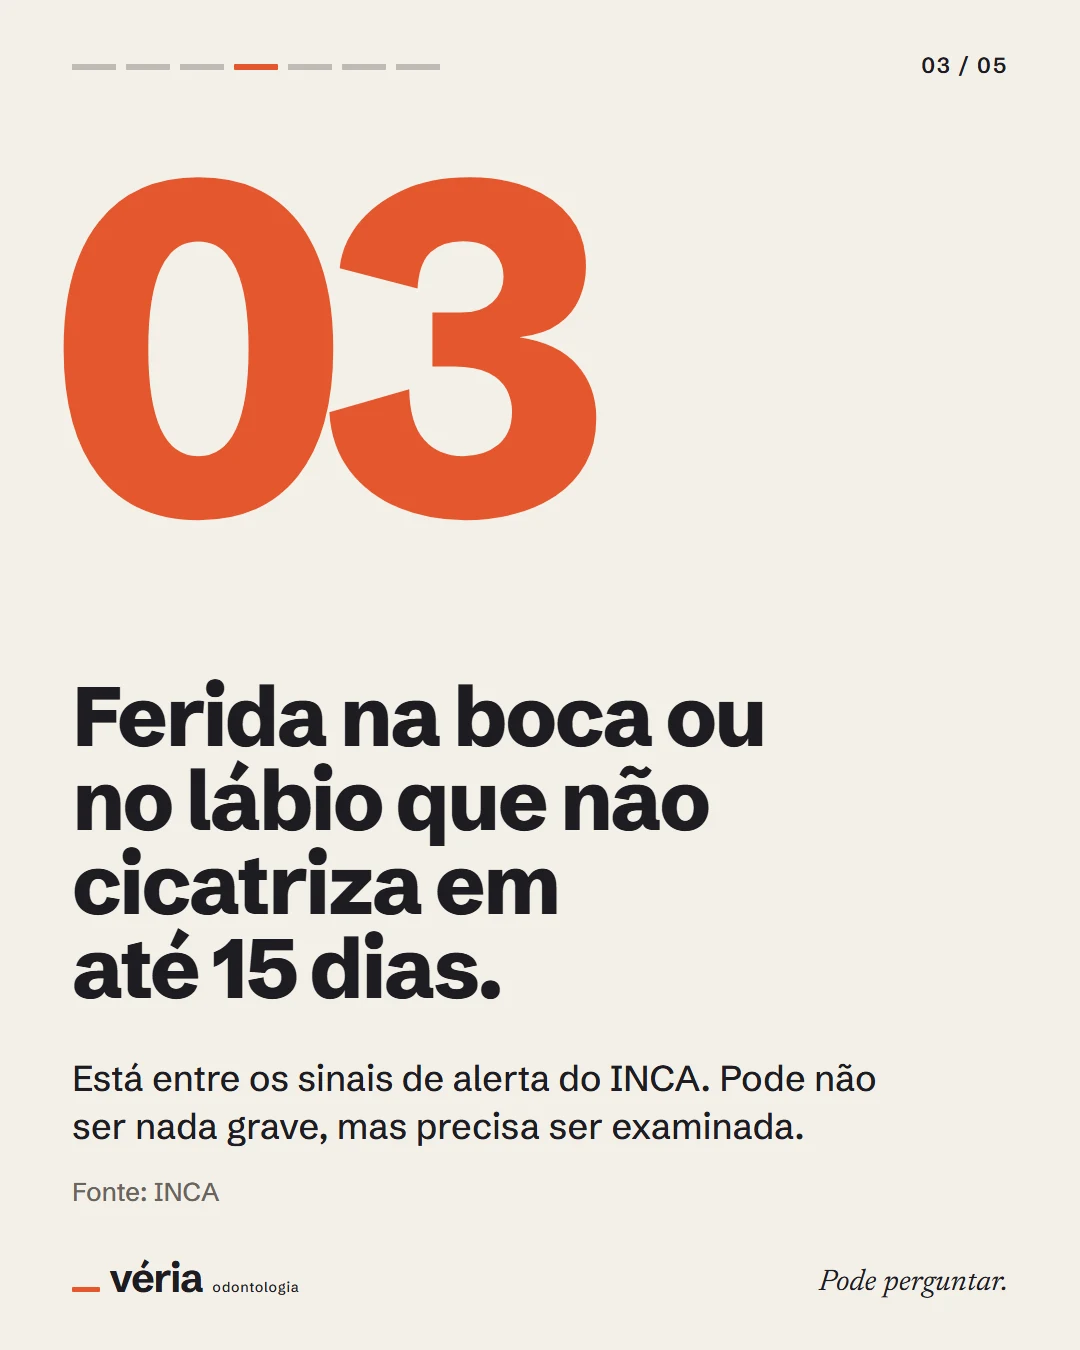 03 / 05
03
Ferida na boca ou
no lábio que não
cicatriza em
até 15 dias.
Está entre os sinais de alerta do INCA. Pode não
ser nada grave, mas precisa ser examinada.
Fonte: INCA
véria odontologia
Pode perguntar.